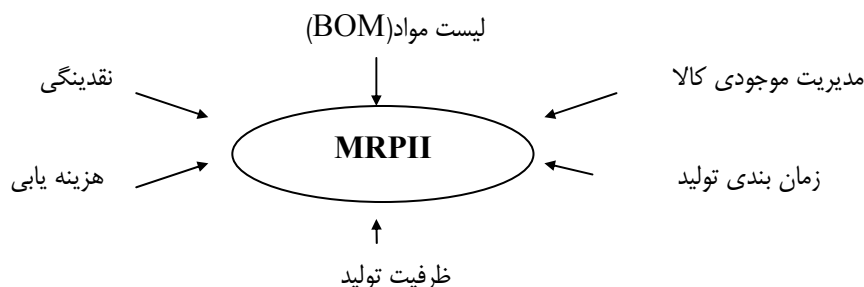 لیست مواد(BOM)
مدیریت موجودی کالا
نقدینگی
MRPII
زمان بندی تولید
هزینه یابی
ظرفیت تولید